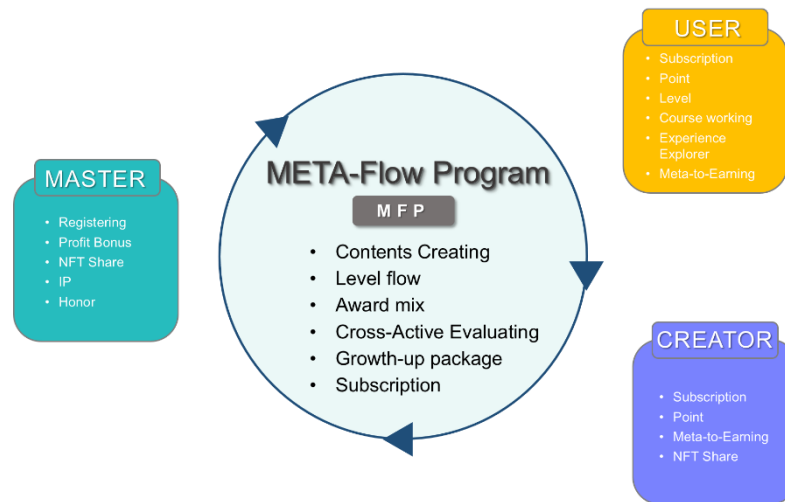 USER
• Subscription
• Point
• Level
• Course working
• Experience
Explorer
• Meta-to-Earning
META-Flow Program
MFP
• Contents Creating
• Level flow
• Award mix
• Cross-Active Evaluating
• Growth-up package
• Subscription
MASTER
• Registering
• Profit Bonus
• NFT Share
• IP
• Honor
CREATOR
• Subscription
• Point
• Meta-to-Earning
• NFT Share